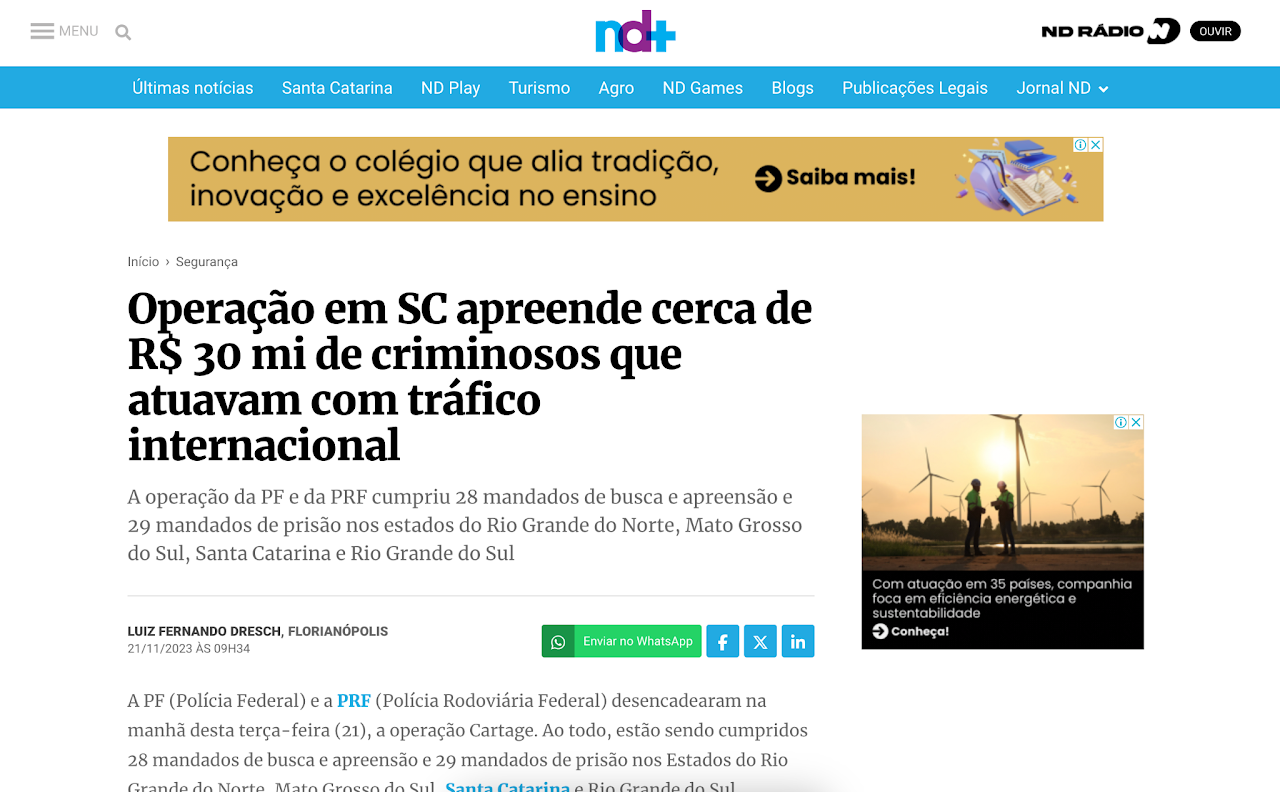 MENU
nd+
ND RÁDIO N
OUVIR
Últimas notícias Santa Catarina ND Play Turismo Agro ND Games Blogs Publicações Legais Jornal ND
Conheça o colégio que alia tradição,
inovação e excelência no ensino
Saiba mais!
Início › Segurança
Operação em SC apreende cerca de
R$ 30 mi de criminosos que
atuavam com tráfico
internacional
A operação da PF e da PRF cumpriu 28 mandados de busca e apreensão e
29 mandados de prisão nos estados do Rio Grande do Norte, Mato Grosso
do Sul, Santa Catarina e Rio Grande do Sul
LUIZ FERNANDO DRESCH, FLORIANÓPOLIS
21/11/2023 ÀS 09H34
Enviar no WhatsApp
Com atuação em 35 países, companhia
foca em eficiência energética e
sustentabilidade
Conheça!
A PF (Polícia Federal) e a PRF (Polícia Rodoviária Federal) desencadearam na
manhã desta terça-feira (21), a operação Cartage. Ao todo, estão sendo cumpridos
28 mandados de busca e apreensão e 29 mandados de prisão nos Estados do Rio
Grande do Norte, Mato Grosso do Sul, Santa Catarina e Rio Grande do Sul.